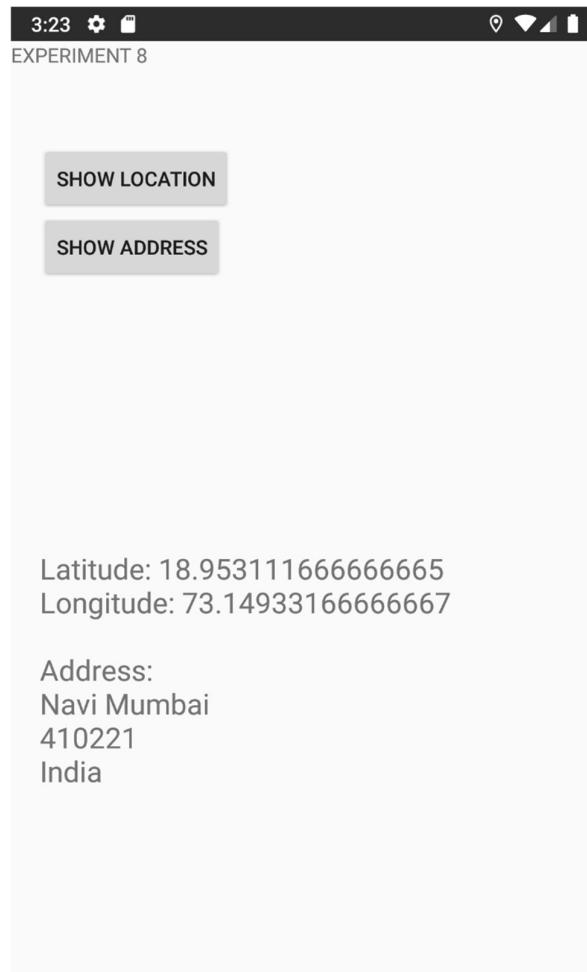 3:23
EXPERIMENT 8
SHOW LOCATION
SHOW ADDRESS
Latitude: 18.953111666666665
Longitude: 73.14933166666667
Address:
Navi Mumbai
410221
India